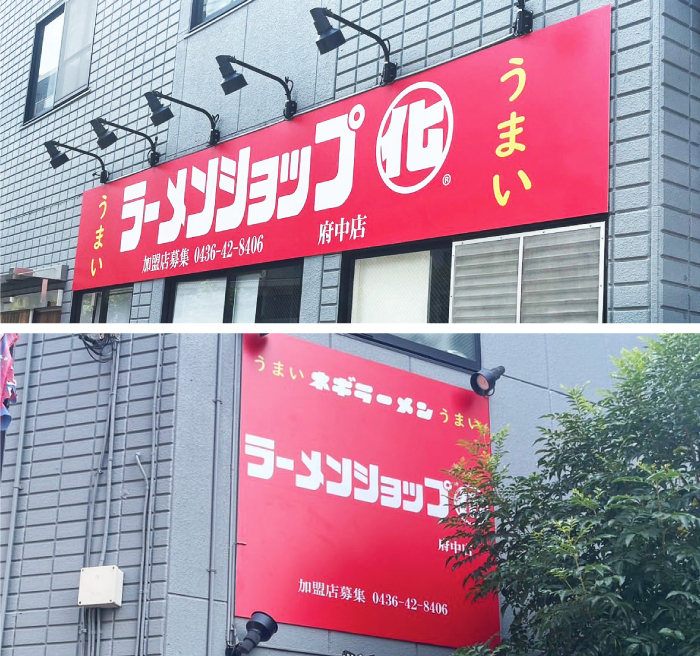 うまい
ラーメンショップ 化 ®
うまい
加盟店募集 0436-42-8406 府中店
うまい ネギラーメン うまい
ラーメンショップ
府中店
加盟店募集 0436-42-8406